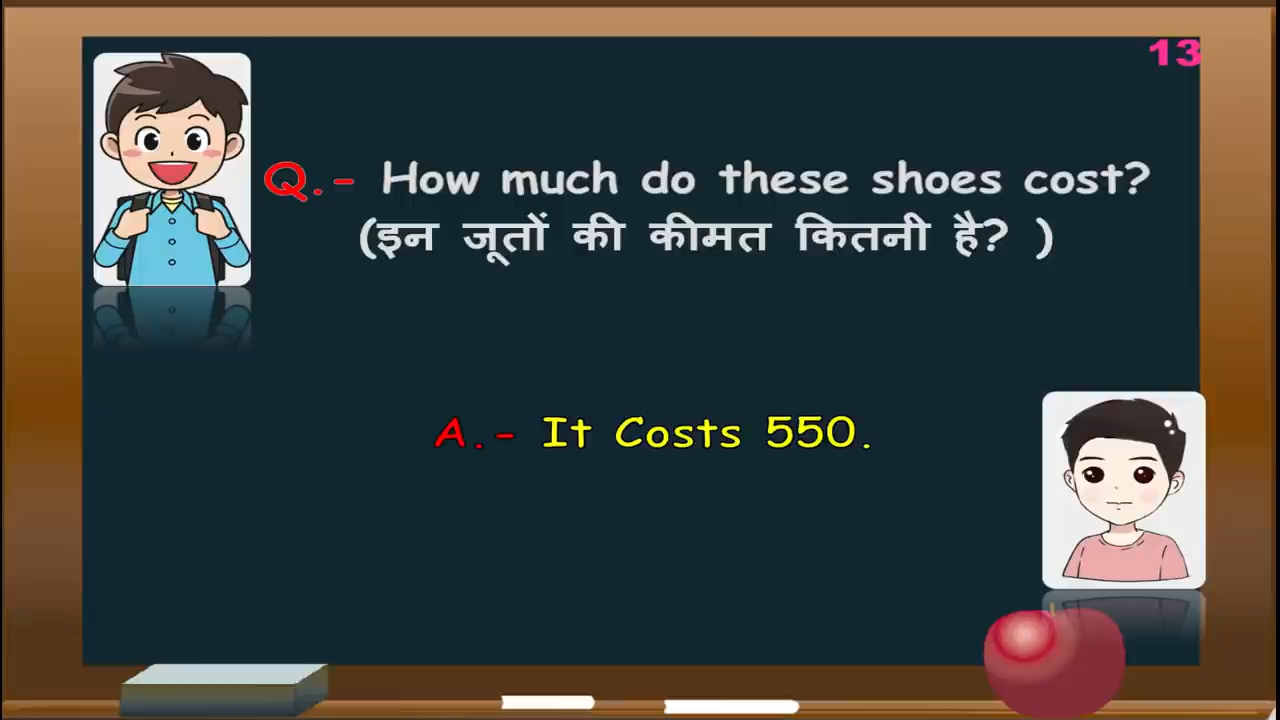 13
Q.- How much do these shoes cost?
(इन जूतों की कीमत कितनी है? )
A.- It Costs 550.